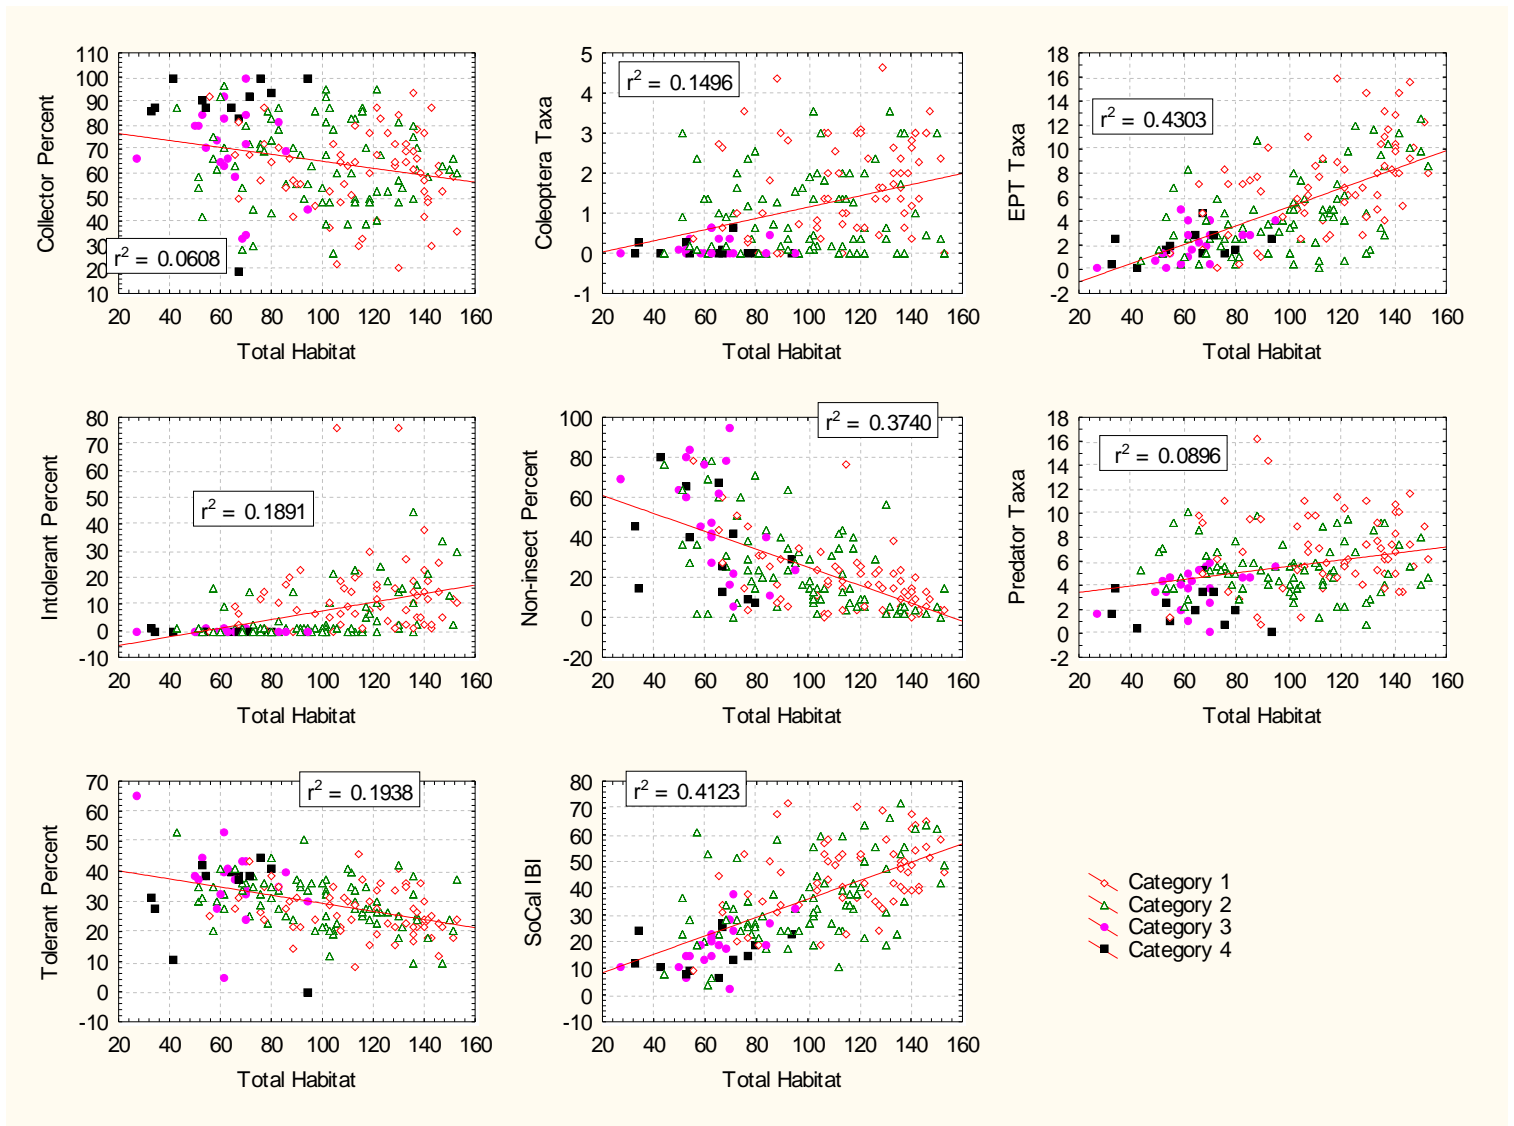 Collector Percent
110
100
90
80
70
60
50
40
30
20
10
r2 = 0.0608
20 40 60 80 100 120 140 160
Total Habitat
Coleoptera Taxa
5
4
3
2
1
0
-1
r2 = 0.1496
20 40 60 80 100 120 140 160
Total Habitat
EPT Taxa
18
16
14
12
10
8
6
4
2
0
-2
r2 = 0.4303
20 40 60 80 100 120 140 160
Total Habitat
Intolerant Percent
80
70
60
50
40
30
20
10
0
-10
r2 = 0.1891
20 40 60 80 100 120 140 160
Total Habitat
Non-insect Percent
100
80
60
40
20
0
-20
r2 = 0.3740
20 40 60 80 100 120 140 160
Total Habitat
Predator Taxa
18
16
14
12
10
8
6
4
2
0
-2
r2 = 0.0896
20 40 60 80 100 120 140 160
Total Habitat
Tolerant Percent
70
60
50
40
30
20
10
0
-10
r2 = 0.1938
20 40 60 80 100 120 140 160
Total Habitat
SoCal IBI
80
70
60
50
40
30
20
10
0
-10
r2 = 0.4123
20 40 60 80 100 120 140 160
Total Habitat
Category 1
Category 2
Category 3
Category 4